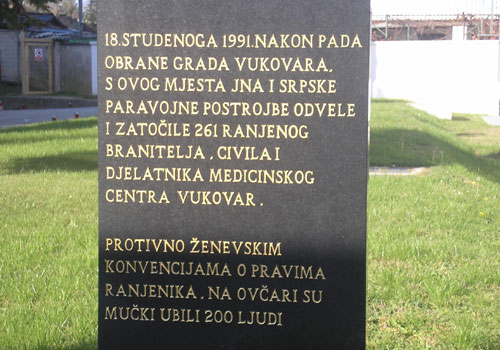 18.STUDENOGA 1991.NAKON PADA
OBRANE GRADA VUKOVARA,
S OVOG MJESTA JNA I SRPSKE
PARAVOJNE POSTROJBE ODVELE
I ZATOČILE 261 RANJENOG
BRANITELJA , CIVILA I
DJELATNIKA MEDICINSKOG
CENTRA VUKOVAR .
PROTIVNO ŽENEVSKIM
KONVENCIJAMA O PRAVIMA
RANJENIKA , NA OVČARI SU
MUČKI UBILI 200 LJUDI